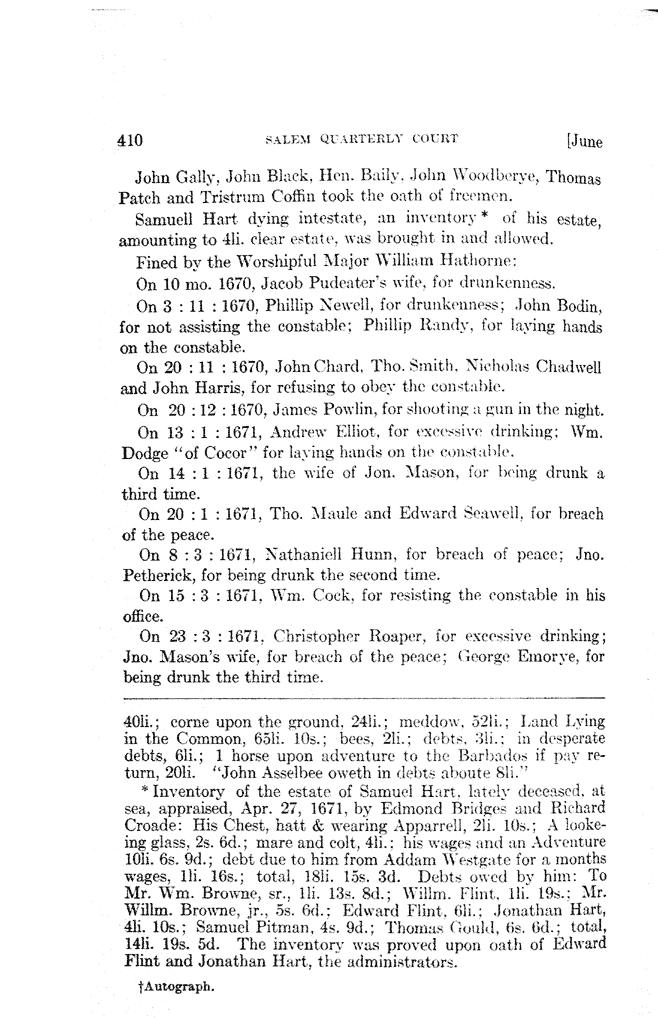 410 SALEM QUARTERLY COURT [June
John Gally, John Black, Hen. Baily, John Woodberye, Thomas
Patch and Tristrum Coffin took the oath of freemen.
Samuell Hart dying intestate, an inventory * of his estate,
amounting to 4li. clear estate, was brought in and allowed.
Fined by the Worshipful Major William Hathorne:
On 10 mo. 1670, Jacob Pudeater's wife, for drunkenness.
On 3 : 11 : 1670, Phillip Newell, for drunkenness; John Bodin,
for not assisting the constable; Phillip Randy, for laying hands
on the constable.
On 20 : 11 : 1670, John Chard, Tho. Smith, Nicholas Chadwell
and John Harris, for refusing to obey the constable.
On 20 : 12 : 1670, James Powlin, for shooting a gun in the night.
On 13 : 1 : 1671, Andrew Elliot, for excessive drinking; Wm.
Dodge "of Cocor" for laying hands on the constable.
On 14 : 1 : 1671, the wife of Jon. Mason, for being drunk a
third time.
On 20 : 1 : 1671, Tho. Maule and Edward Seawell, for breach
of the peace.
On 8 : 3 : 1671, Nathaniell Hunn, for breach of peace; Jno.
Petherick, for being drunk the second time.
On 15 : 3 : 1671, Wm. Cock, for resisting the constable in his
office.
On 23 : 3 : 1671, Christopher Roaper, for excessive drinking;
Jno. Mason's wife, for breach of the peace; George Emorye, for
being drunk the third time.
40li.; corne upon the ground, 24li.; meddow, 52li.; Land Lying
in the Common, 65li. 10s.; bees, 2li.; debts, 3li.; in desperate
debts, 6li.; 1 horse upon adventure to the Barbados if pay re-
turn, 20li. "John Asselbee oweth in debts aboute 8li."
* Inventory of the estate of Samuel Hart, lately deceased, at
sea, appraised, Apr. 27, 1671, by Edmond Bridges and Richard
Croade: His Chest, hatt & wearing Apparrell, 2li. 10s.; A looke-
ing glass, 2s. 6d.; mare and colt, 4li.; his wages and an Adventure
10li. 6s. 9d.; debt due to him from Addam Westgate for a months
wages, 1li. 16s.; total, 18li. 15s. 3d. Debts owed by him: To
Mr. Wm. Browne, sr., 1li. 13s. 8d.; Willm. Flint, 1li. 19s.; Mr.
Willm. Browne, jr., 5s. 6d.; Edward Flint, 6li.; Jonathan Hart,
4li. 10s.; Samuel Pitman, 4s. 9d.; Thomas Gould, 6s. 6d.; total,
14li. 19s. 5d. The inventory was proved upon oath of Edward
Flint and Jonathan Hart, the administrators.
†Autograph.